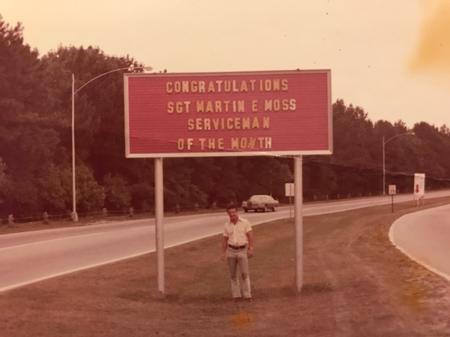 CONGRATULATIONS
SGT MARTIN E MOSS
SERVICEMAN
OF THE MONTH